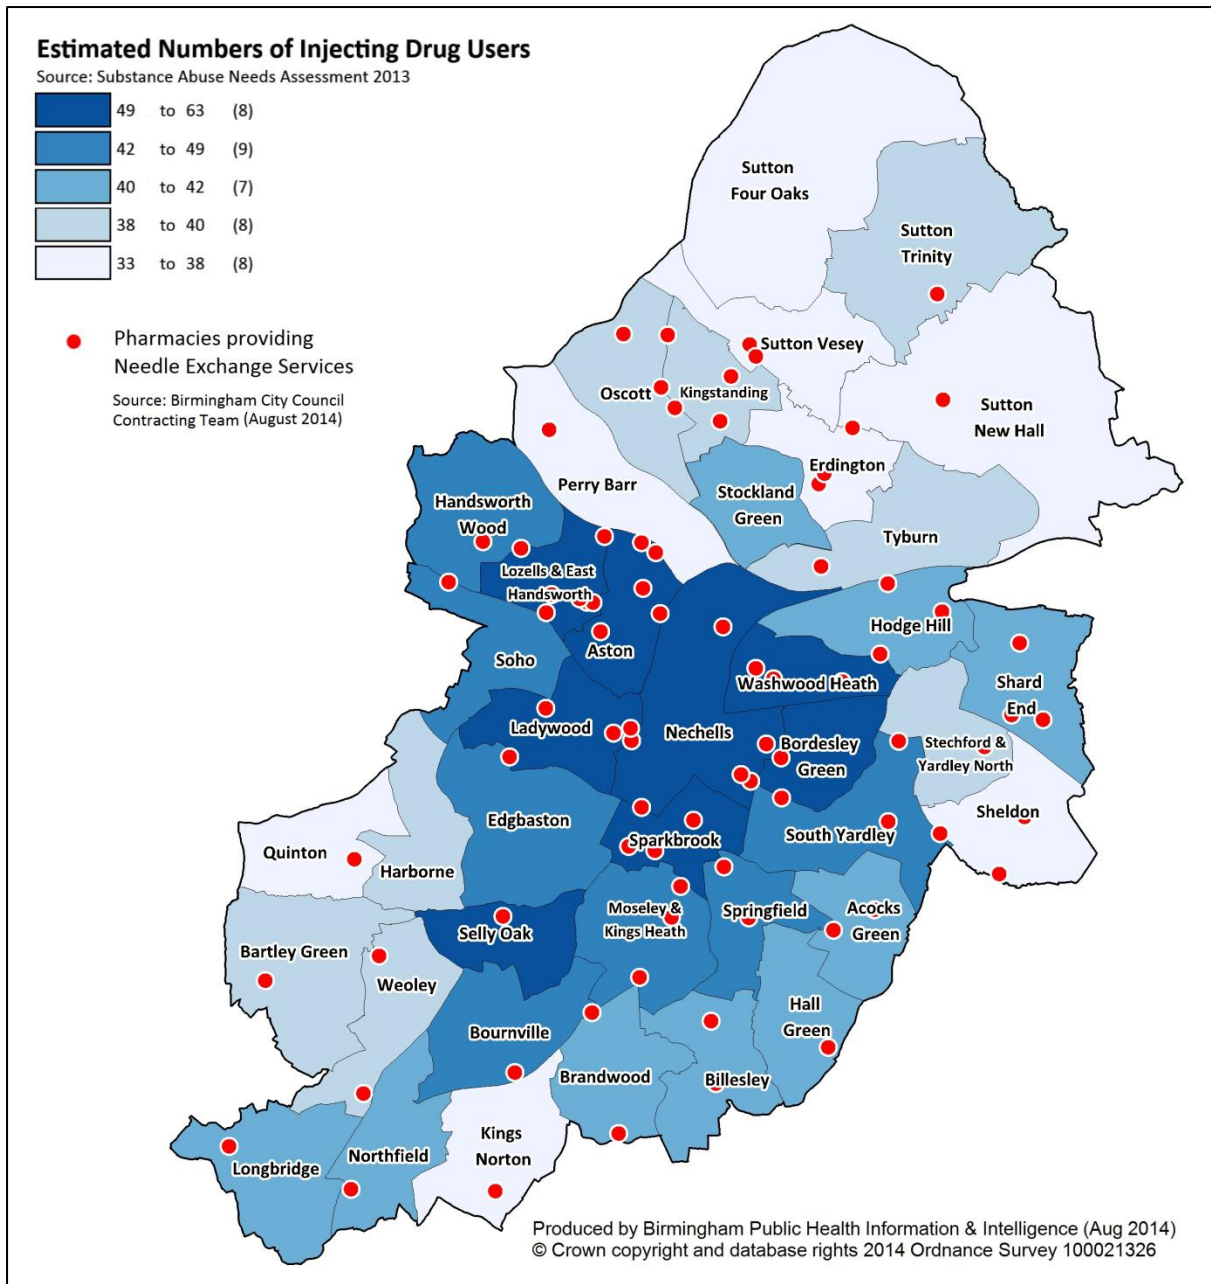 Estimated Numbers of Injecting Drug Users
Source: Substance Abuse Needs Assessment 2013
49 to 63 (8)
42 to 49 (9)
40 to 42 (7)
38 to 40 (8)
33 to 38 (8)
Pharmacies providing
Needle Exchange Services
Source: Birmingham City Council
Contracting Team (August 2014)
Sutton
Four Oaks
Sutton
Trinity
Sutton Vesey
Oscott
Kingstanding
Sutton
New Hall
Erdington
Perry Barr
Stockland
Green
Handsworth
Wood
Tyburn
Lozells & East
Handsworth
Hodge Hill
Aston
Soho
Washwood Heath
Shard
End
Ladywood
Nechells
Bordesley
Green
Stechford &
Yardley North
Sheldon
Edgbaston
South Yardley
Sparkbrook
Quinton
Harborne
Moseley &
Kings Heath
Springfield
Acocks
Green
Selly Oak
Bartley Green
Weoley
Hall
Green
Bournville
Brandwood
Billesley
Kings
Norton
Northfield
Longbridge
Produced by Birmingham Public Health Information & Intelligence (Aug 2014)
© Crown copyright and database rights 2014 Ordnance Survey 100021326